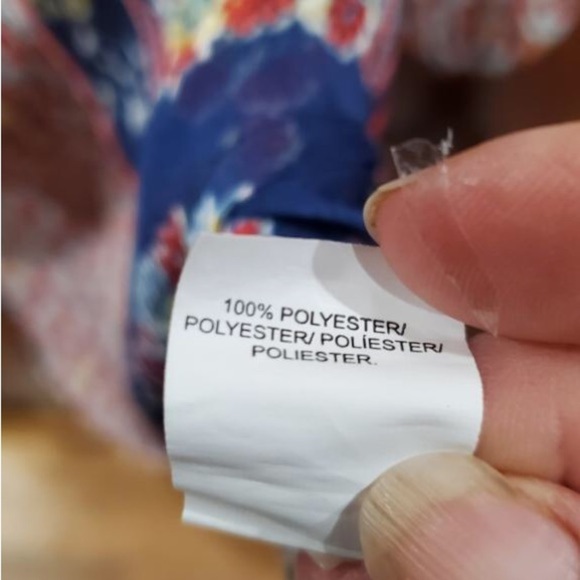 100% POLYESTER/
POLYESTER/ POLÍESTER/
POLIESTER.